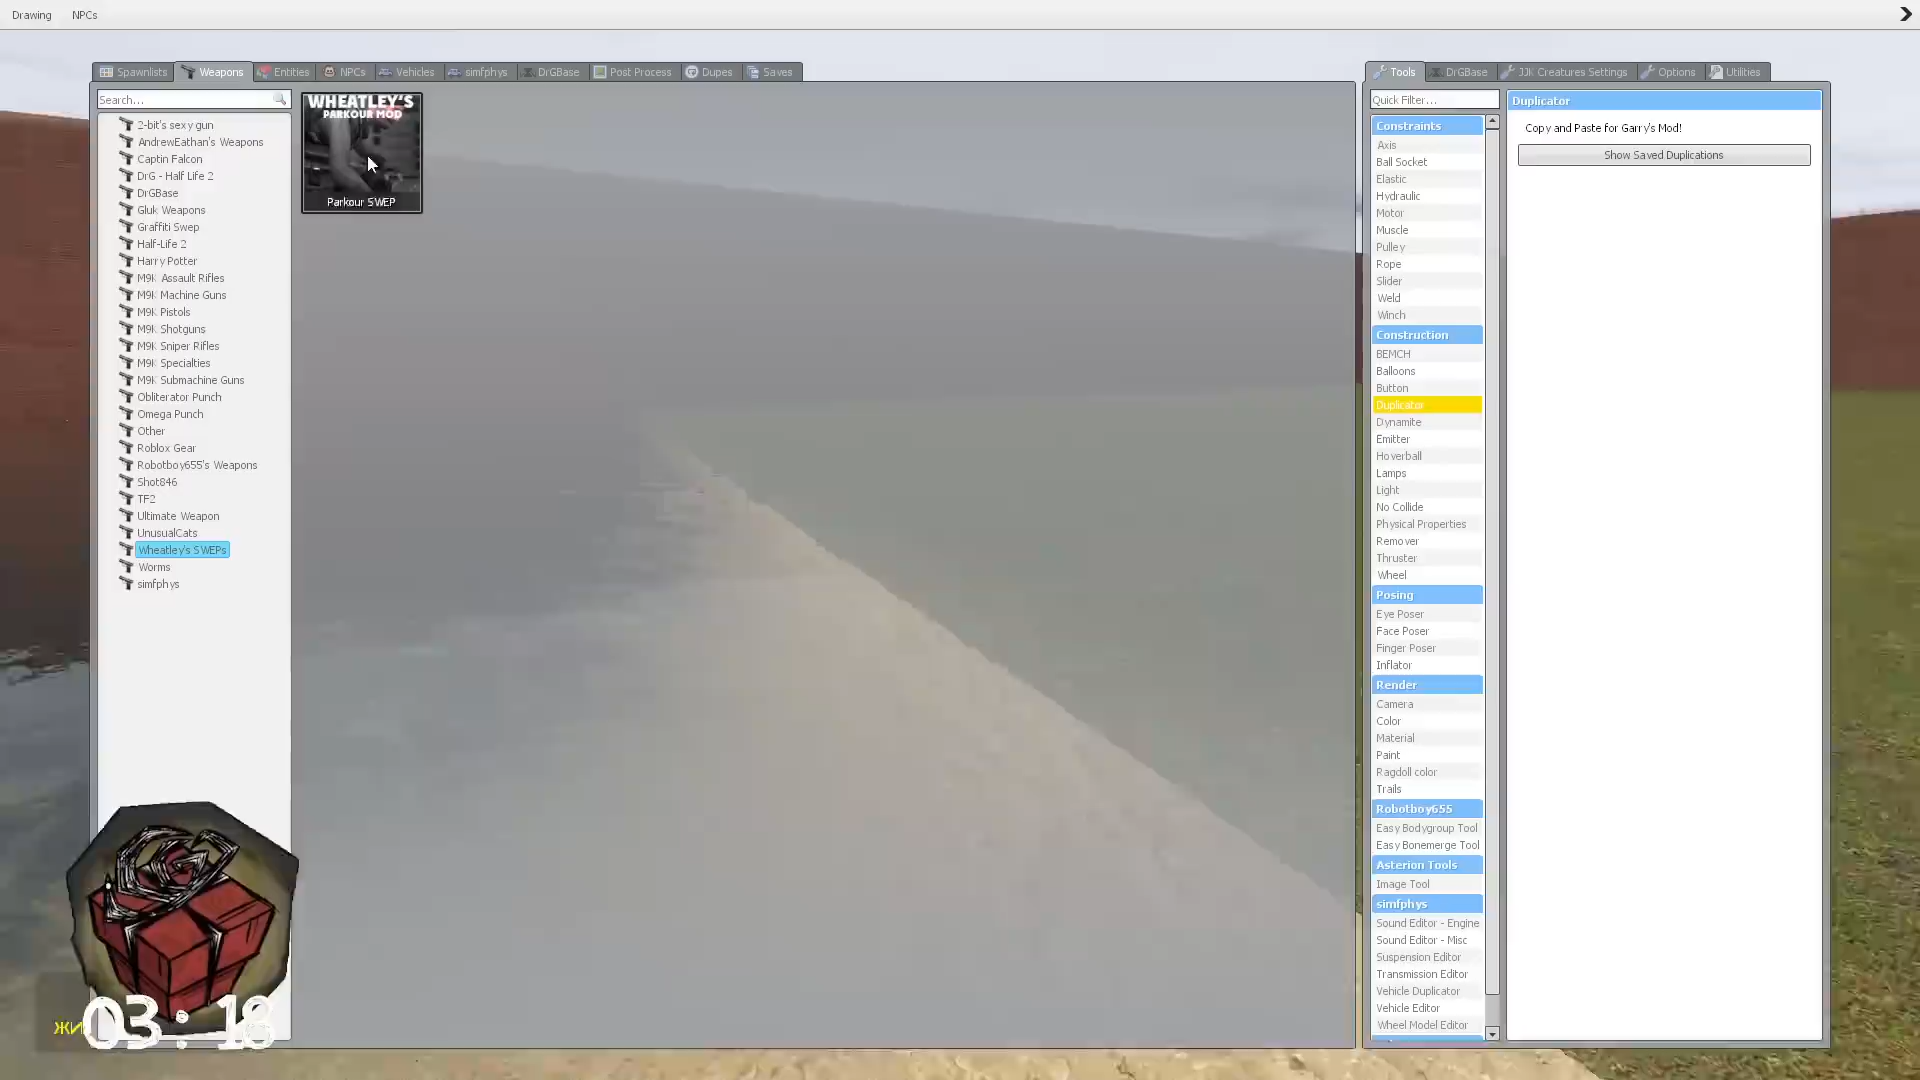 Drawing NPCs
Spawnlists Weapons Entities NPCs Vehicles simfphys DrGBase Post Process Dupes Saves
Search...
2-bit's sexy gun
AndrewEathan's Weapons
Captin Falcon
DrG - Half Life 2
DrGBase
Gluk Weapons
Graffiti Swep
Half-Life 2
Harry Potter
M9K Assault Rifles
M9K Machine Guns
M9K Pistols
M9K Shotguns
M9K Sniper Rifles
M9K Specialties
M9K Submachine Guns
Obliterator Punch
Omega Punch
Other
Roblox Gear
Robotboy655's Weapons
Shot846
TF2
Ultimate Weapon
UnusualCats
Wheatley's SWEPs
Worms
simfphys
WHEATLEY'S
PARKOUR MOD
Parkour SWEP
Tools DrGBase JJK Creatures Settings Options Utilities
Quick Filter...
Constraints
Axis
Ball Socket
Elastic
Hydraulic
Motor
Muscle
Pulley
Rope
Slider
Weld
Winch
Construction
BEMCH
Balloons
Button
Duplicator
Dynamite
Emitter
Hoverball
Lamps
Light
No Collide
Physical Properties
Remover
Thruster
Wheel
Posing
Eye Poser
Face Poser
Finger Poser
Inflator
Render
Camera
Color
Material
Paint
Ragdoll color
Trails
Robotboy655
Easy Bodygroup Tool
Easy Bonemerge Tool
Asterion Tools
Image Tool
simfphys
Sound Editor - Engine
Sound Editor - Misc
Suspension Editor
Transmission Editor
Vehicle Duplicator
Vehicle Editor
Wheel Model Editor
Duplicator
Copy and Paste for Garry's Mod!
Show Saved Duplications
03:18